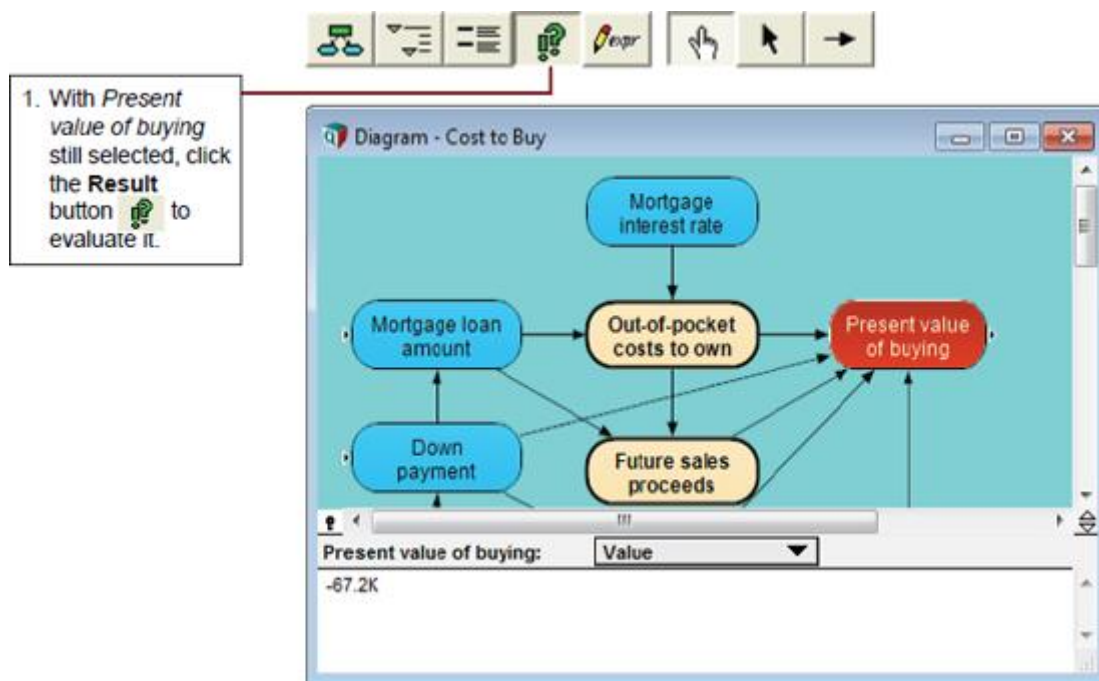 expr
1. With Present
value of buying
still selected, click
the Result
button to
evaluate it.
Diagram - Cost to Buy
Mortgage
interest rate
Mortgage loan
amount
Out-of-pocket
costs to own
Present value
of buying
Down
payment
Future sales
proceeds
Present value of buying:
Value
-67.2K